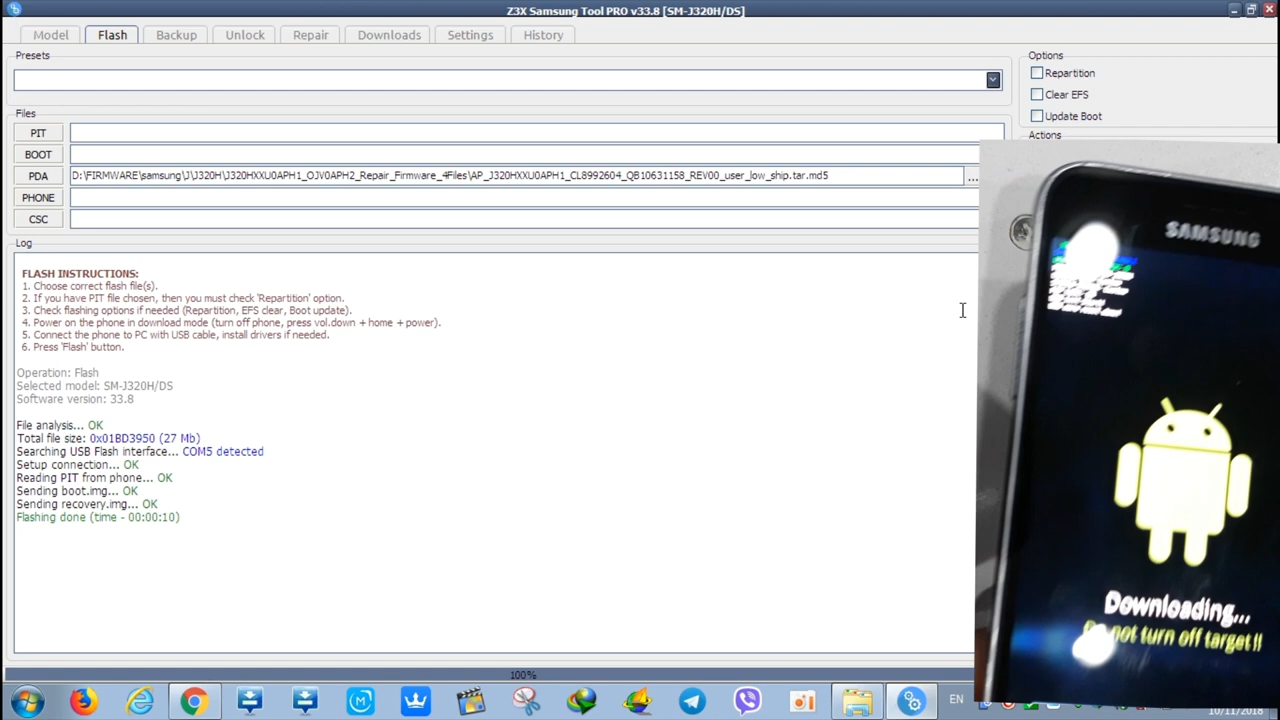 Z3X Samsung Tool PRO v33.8 [SM-J320H/DS]
Model Flash Backup Unlock Repair Downloads Settings History
Presets
Options
Repartition
Clear EFS
Update Boot
Actions
Files
PIT
BOOT
PDA D:\FIRMWARE\samsung\J\J320H\J320HXXU0APH1_OJV0APH2_Repair_Firmware_4Files\AP_J320HXXU0APH1_CL8992604_QB10631158_REV00_user_low_ship.tar.md5 ...
PHONE
CSC
Log
FLASH INSTRUCTIONS:
1. Choose correct flash file(s).
2. If you have PIT file chosen, then you must check 'Repartition' option.
3. Check flashing options if needed (Repartition, EFS clear, Boot update).
4. Power on the phone in download mode (turn off phone, press vol.down + home + power).
5. Connect the phone to PC with USB cable, install drivers if needed.
6. Press 'Flash' button.
Operation: Flash
Selected model: SM-J320H/DS
Software version: 33.8
File analysis... OK
Total file size: 0x01BD3950 (27 Mb)
Searching USB Flash interface... COM5 detected
Setup connection... OK
Reading PIT from phone... OK
Sending boot.img... OK
Sending recovery.img... OK
Flashing done (time - 00:00:10)
100%
SAMSUNG
Downloading...
not turn off target !!
EN
10/11/2018